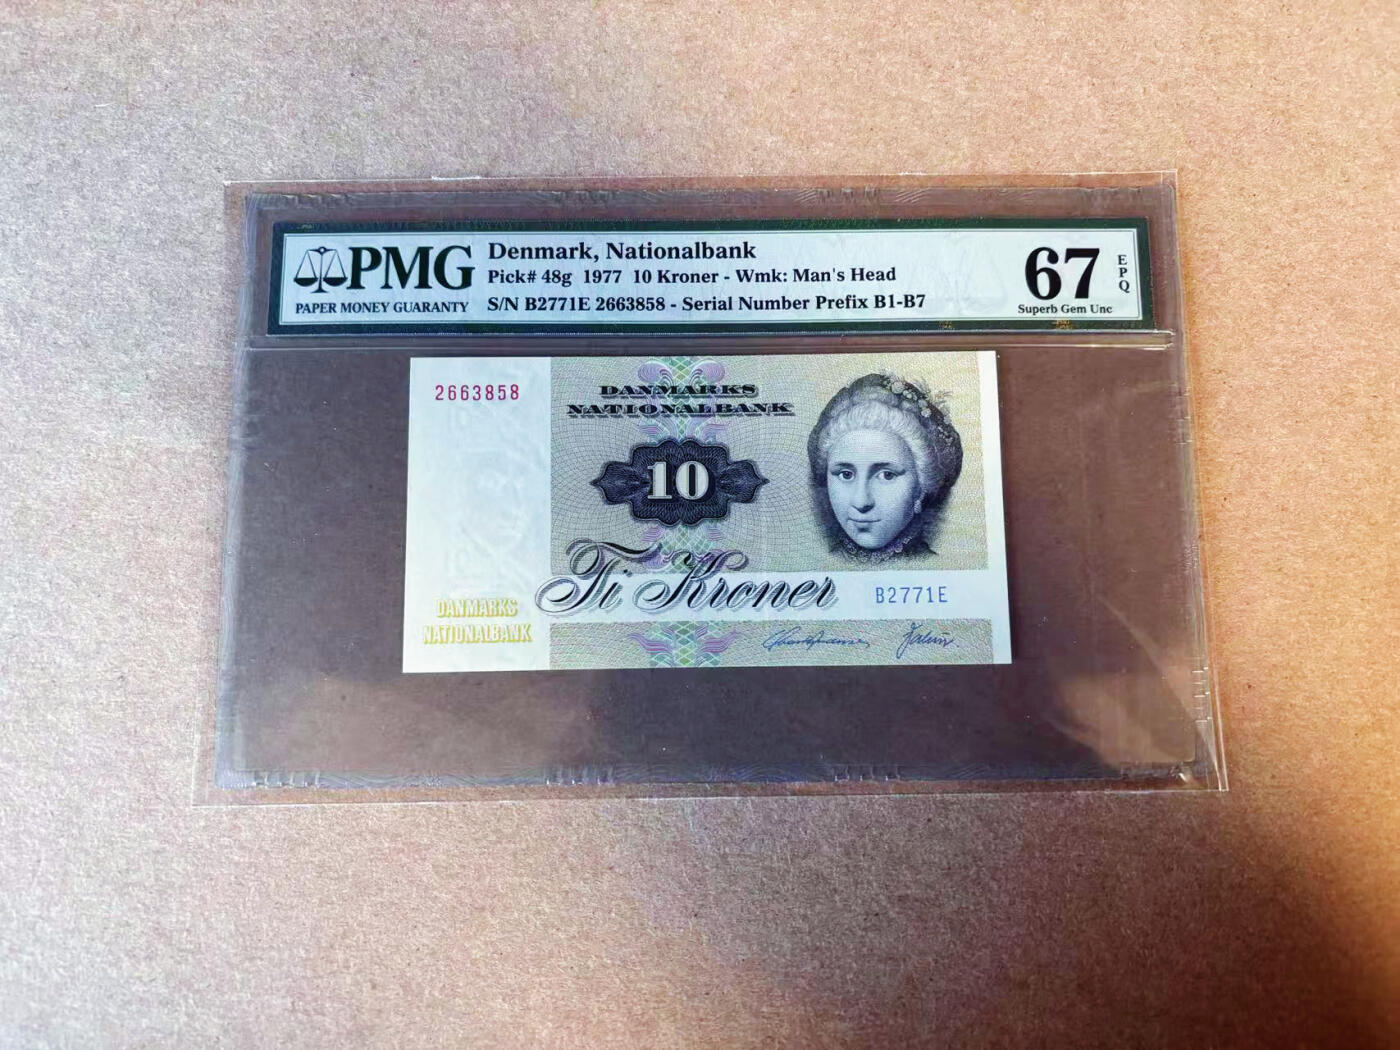 PMG
PAPER MONEY GUARANTY
Denmark, Nationalbank
Pick# 48g 1977 10 Kroner - Wmk: Man's Head
S/N B2771E 2663858 - Serial Number Prefix B1-B7
67
EPQ
Superb Gem Unc
2663858
DANMARKS
NATIONALBANK
10
Ti Kroner
B2771E
DANMARKS
NATIONALBANK